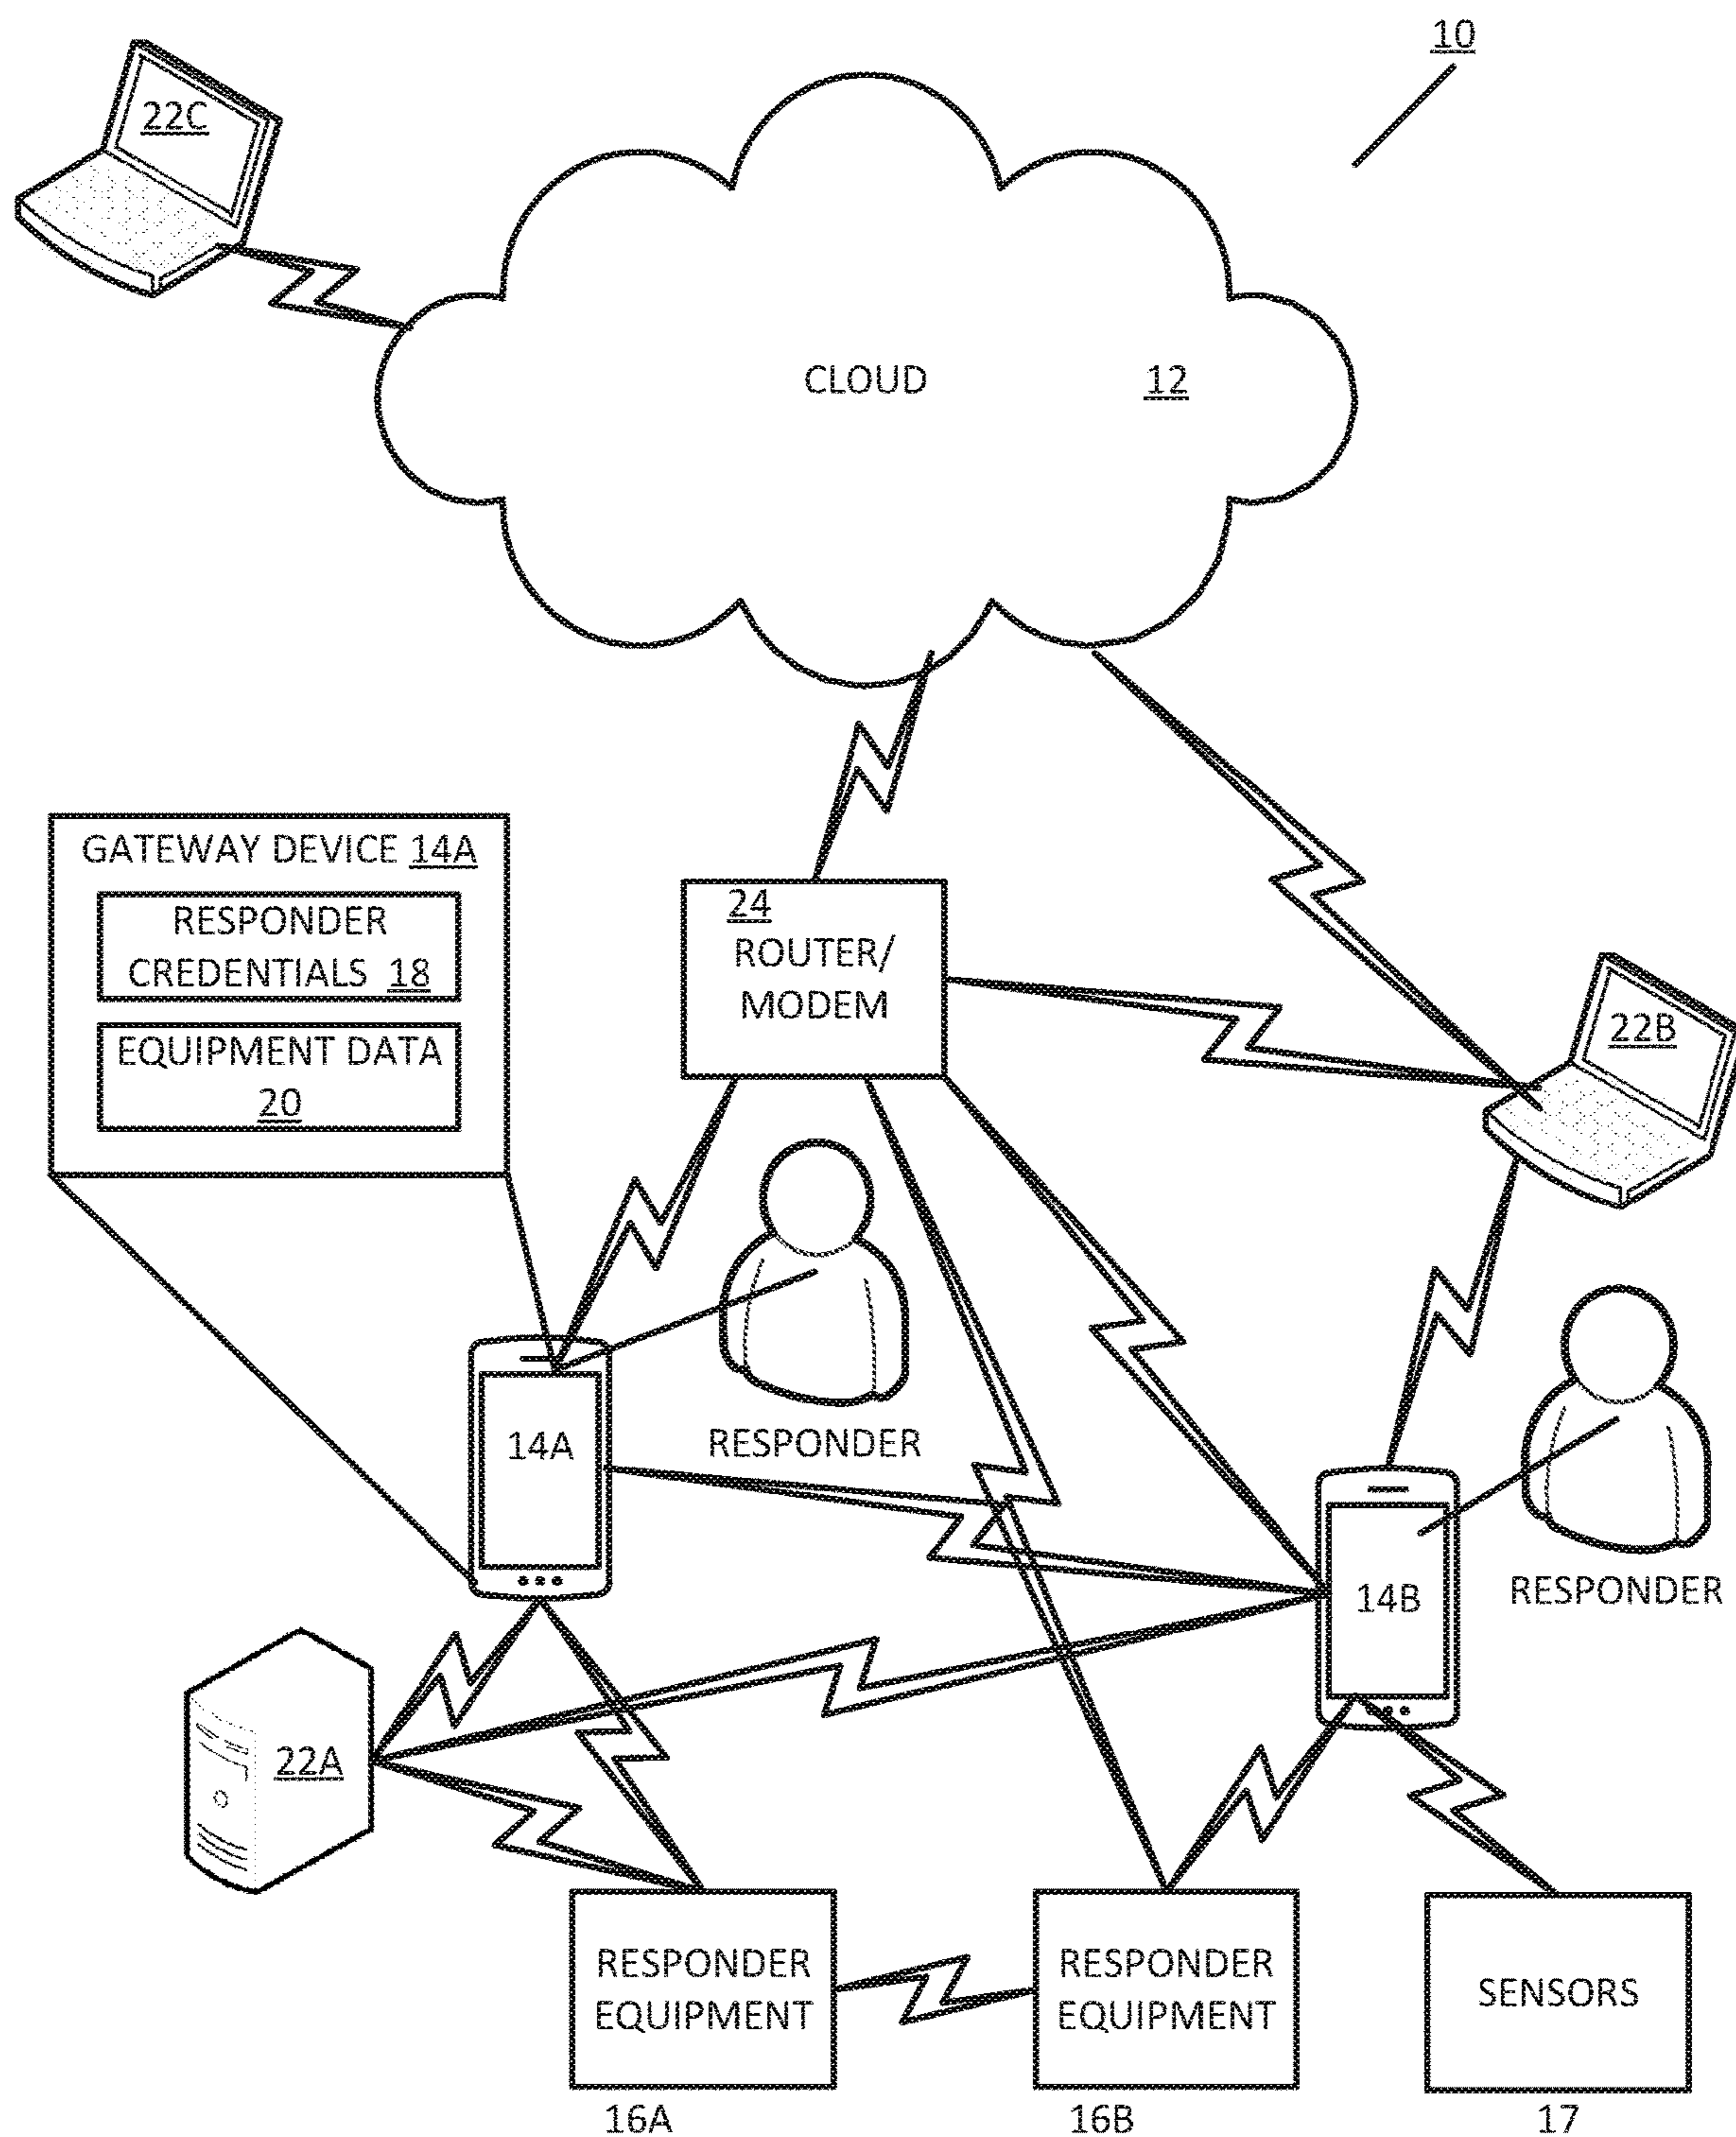 10
22C
CLOUD 12
GATEWAY DEVICE 14A
RESPONDER
CREDENTIALS 18
EQUIPMENT DATA
20
24
ROUTER/
MODEM
22B
14A
RESPONDER
14B
RESPONDER
22A
RESPONDER
EQUIPMENT
16A
RESPONDER
EQUIPMENT
16B
SENSORS
17